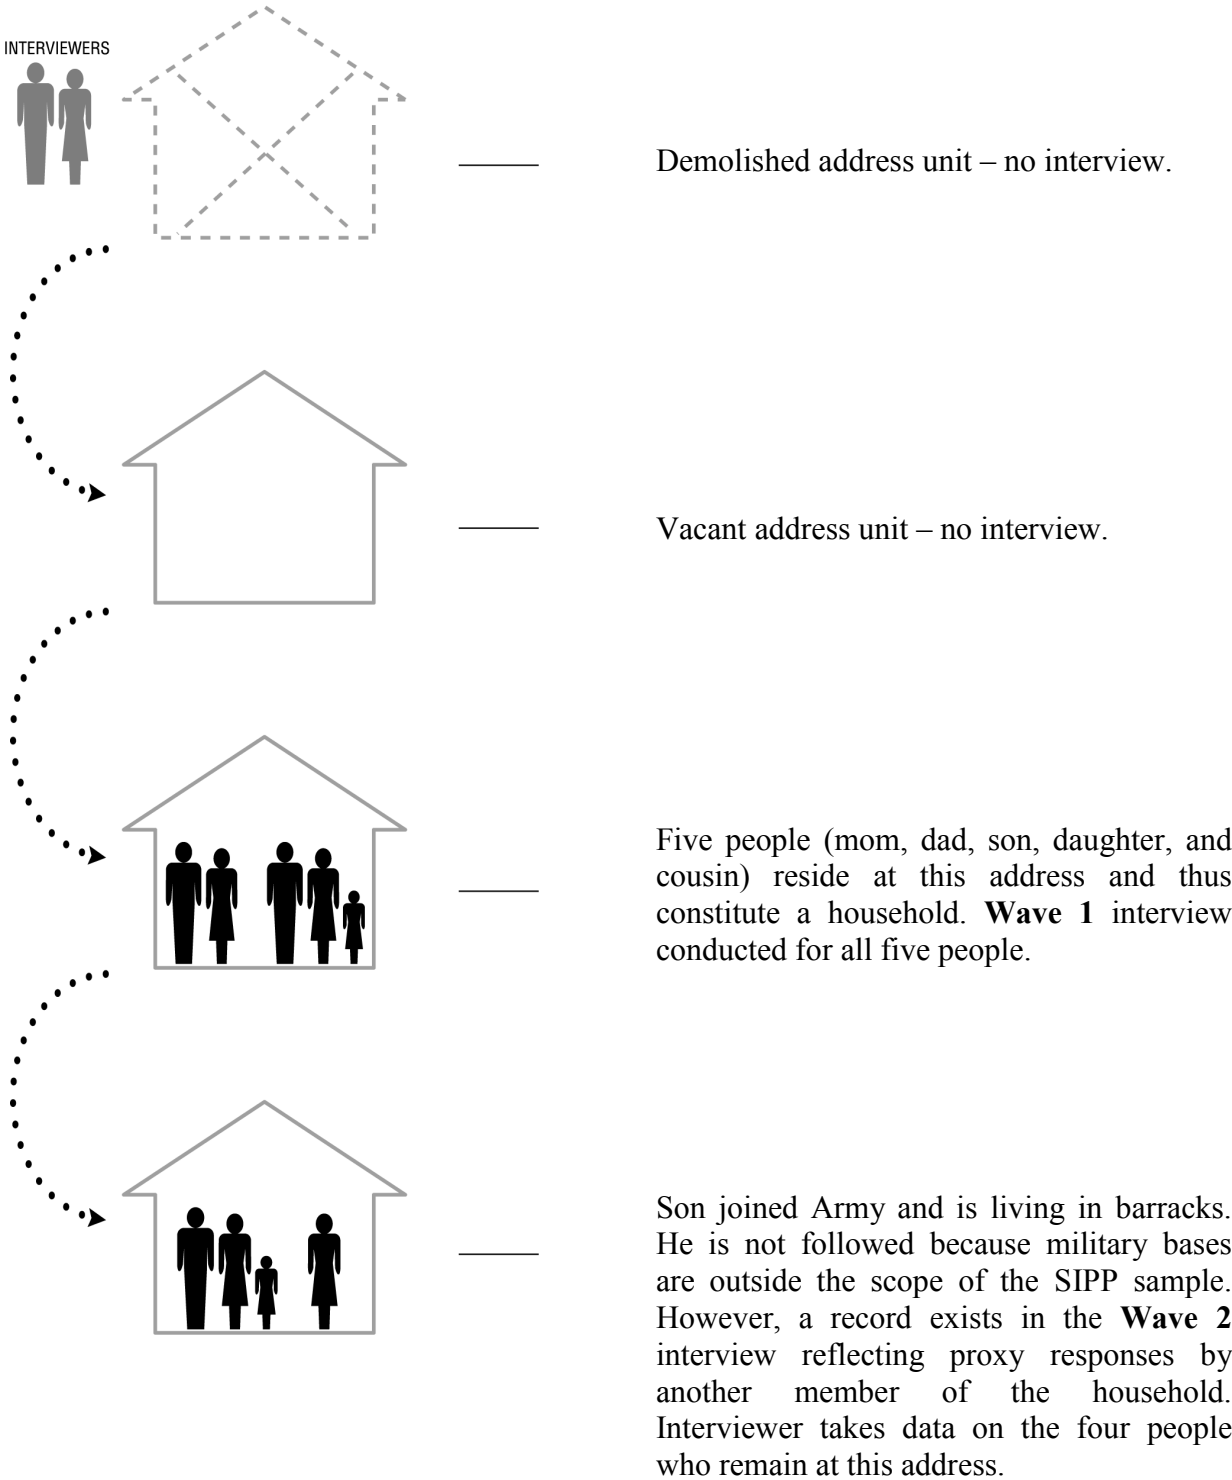 INTERVIEWERS
Demolished address unit – no interview.
Vacant address unit – no interview.
Five people (mom, dad, son, daughter, and
cousin) reside at this address and thus
constitute a household. Wave 1 interview
conducted for all five people.
Son joined Army and is living in barracks.
He is not followed because military bases
are outside the scope of the SIPP sample.
However, a record exists in the Wave 2
interview reflecting proxy responses by
another member of the household.
Interviewer takes data on the four people
who remain at this address.